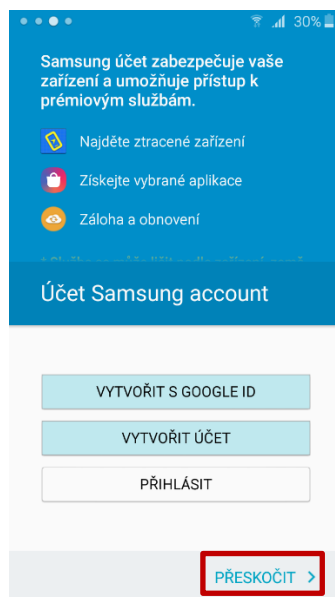 30%
Samsung účet zabezpečuje vaše
zařízení a umožňuje přístup k
prémiovým službám.
Najděte ztracené zařízení
Získejte vybrané aplikace
Záloha a obnovení
Účet Samsung account
VYTVOŘIT S GOOGLE ID
VYTVOŘIT ÚČET
PŘIHLÁSIT
PŘESKOČIT